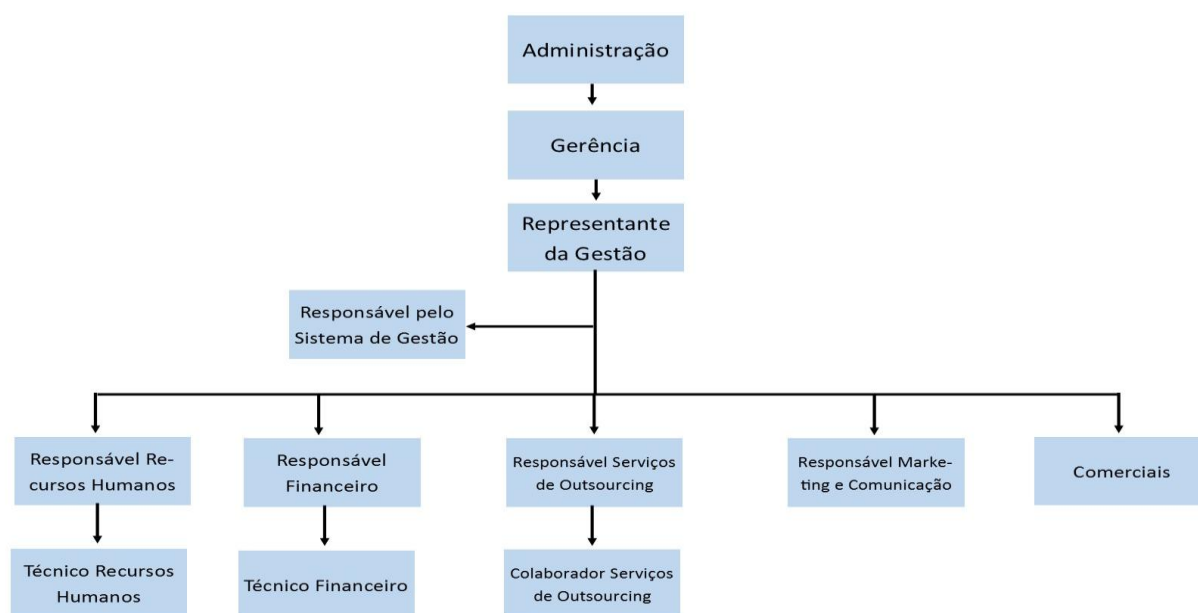 Administração
Gerência
Representante
da Gestão
Responsável pelo
Sistema de Gestão
Responsável Re-
cursos Humanos
Responsável
Financeiro
Responsável Serviços
de Outsourcing
Responsável Marke-
ting e Comunicação
Comerciais
Técnico Recursos
Humanos
Técnico Financeiro
Colaborador Serviços
de Outsourcing